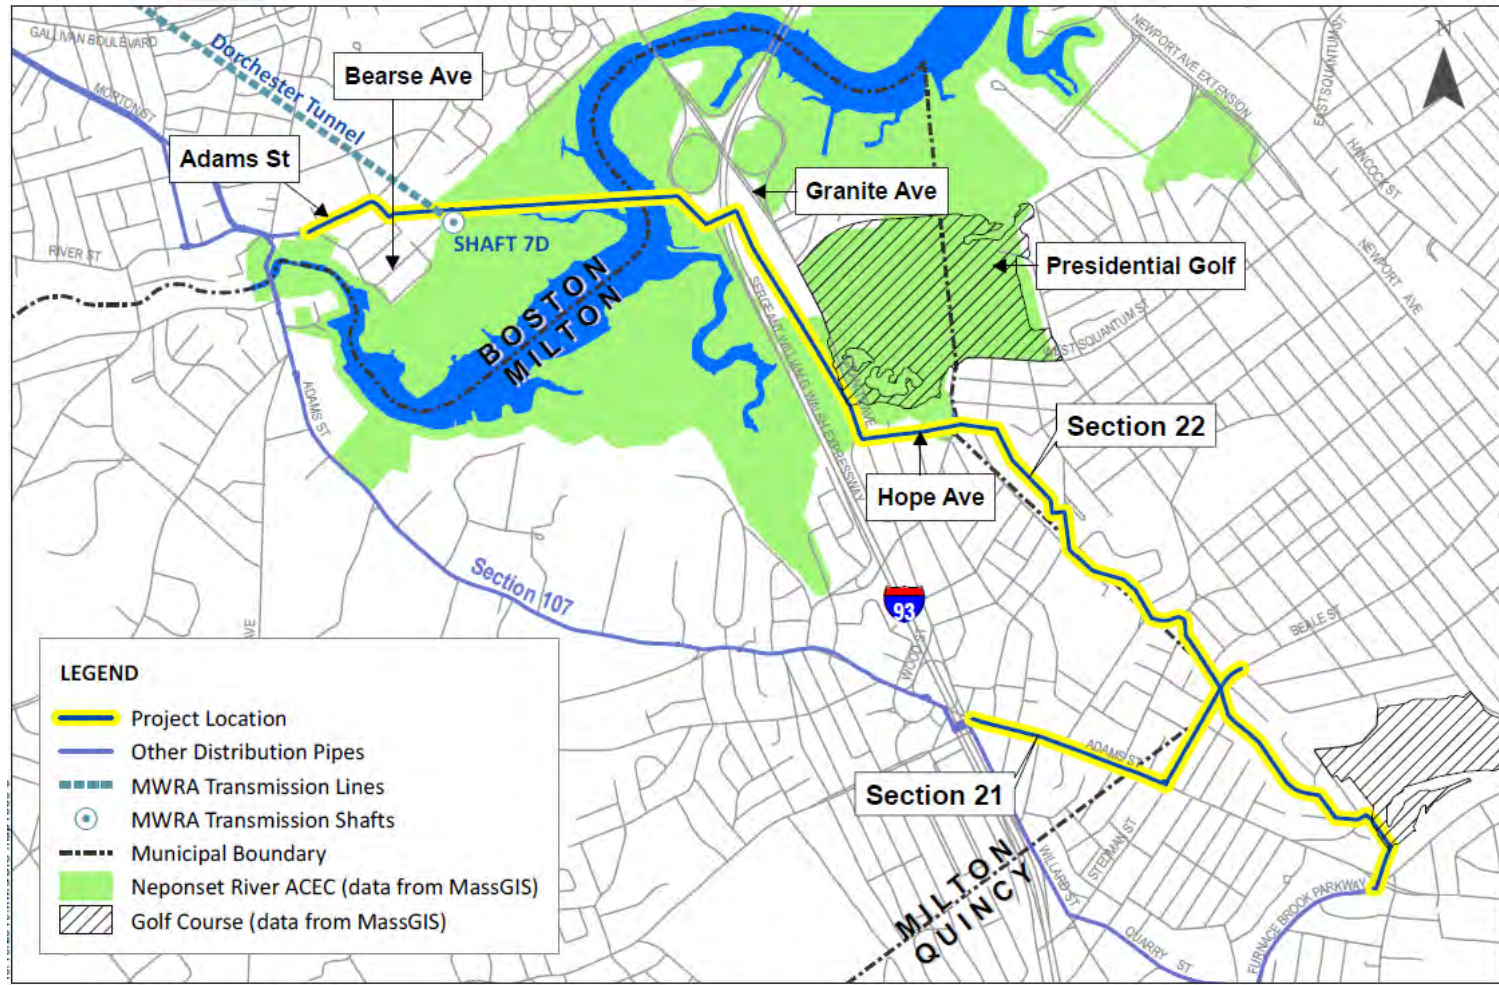 GALLIVAN BOULEVARD
MORTON ST
Dorchester Tunnel
Bearse Ave
Adams St
RIVER ST
SHAFT 7D
BOSTON
MILTON
Granite Ave
Presidential Golf
N
NEWPORT AVE EXTENSION
EAST SQUANTUM ST
HANCOCK ST
NEWPORT AVE
WEST SQUANTUM ST
SERGEANT WILLIAM G WALSH EXPRESSWAY
Section 22
Hope Ave
ADAMS ST
Section 107
93
WOOD ST
BEALE ST
ADAMS ST
Section 21
STEDMAN ST
WILLARD ST
MILTON
QUINCY
QUARRY ST
FURNACE BROOK PARKWAY
AVE
LEGEND
Project Location
Other Distribution Pipes
MWRA Transmission Lines
MWRA Transmission Shafts
Municipal Boundary
Neponset River ACEC (data from MassGIS)
Golf Course (data from MassGIS)